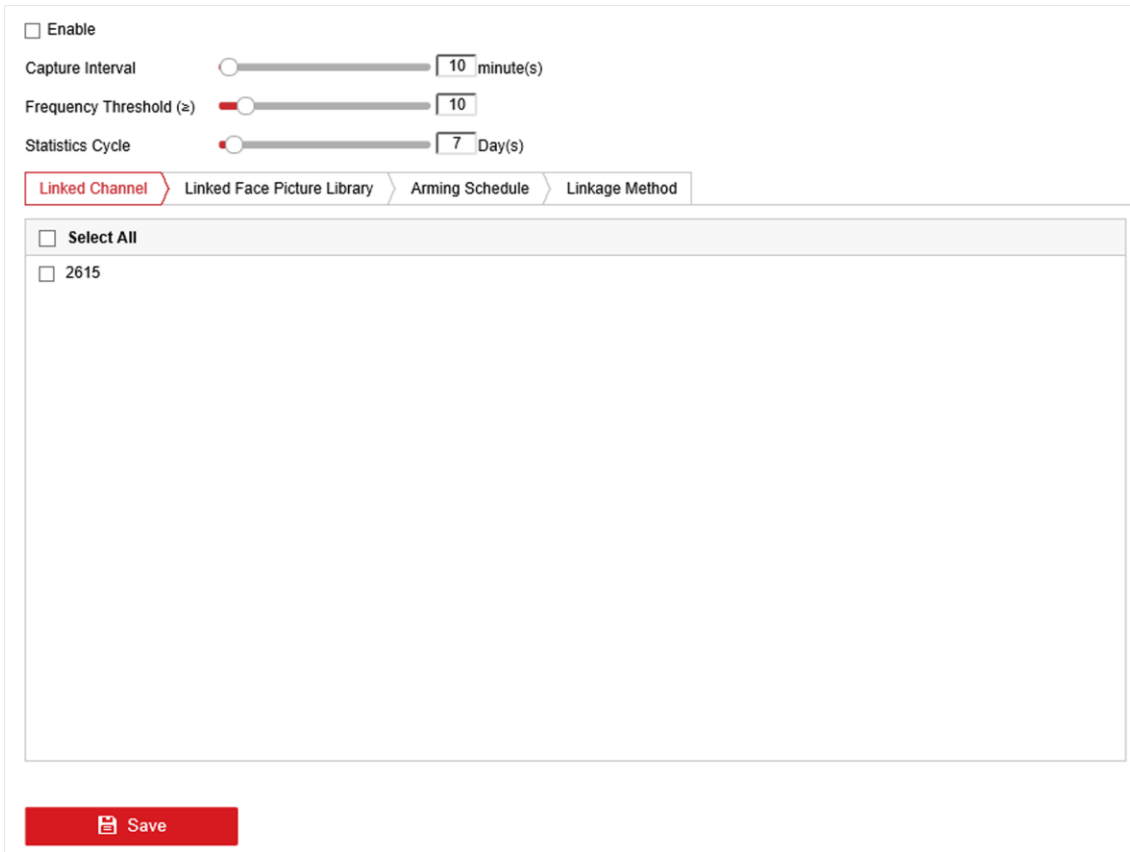 Enable
Capture Interval 10 minute(s)
Frequency Threshold (≥) 10
Statistics Cycle 7 Day(s)
Linked Channel Linked Face Picture Library Arming Schedule Linkage Method
Select All
2615
Save